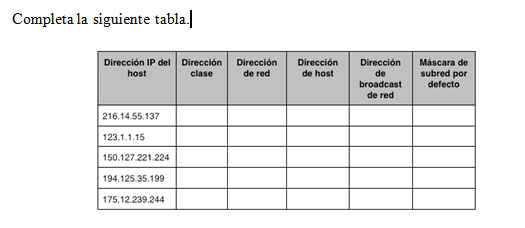 Completa la siguiente tabla.
Dirección IP del host Dirección clase Dirección de red Dirección de host Dirección de broadcast de red Máscara de subred por defecto
216.14.55.137
123.1.1.15
150.127.221.224
194.125.35.199
175.12.239.244